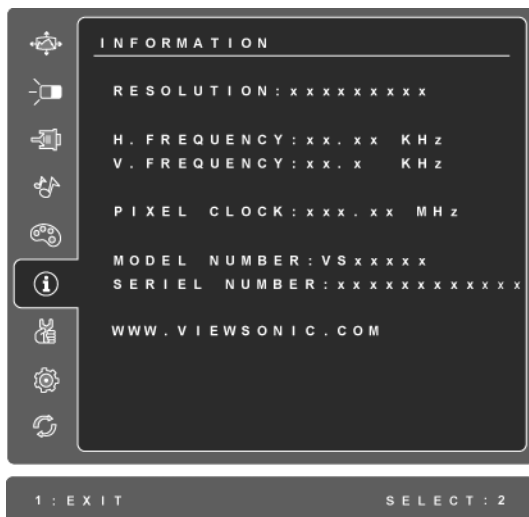 INFORMATION
RESOLUTION:xxxxxxxxx
H. FREQUENCY:xx.xx KHz
V. FREQUENCY:xx.x KHz
PIXEL CLOCK:xxx.xx MHz
MODEL NUMBER:VSxxxxx
SERIEL NUMBER:xxxxxxxxxxxx
WWW.VIEWSONIC.COM
1:EXIT SELECT:2